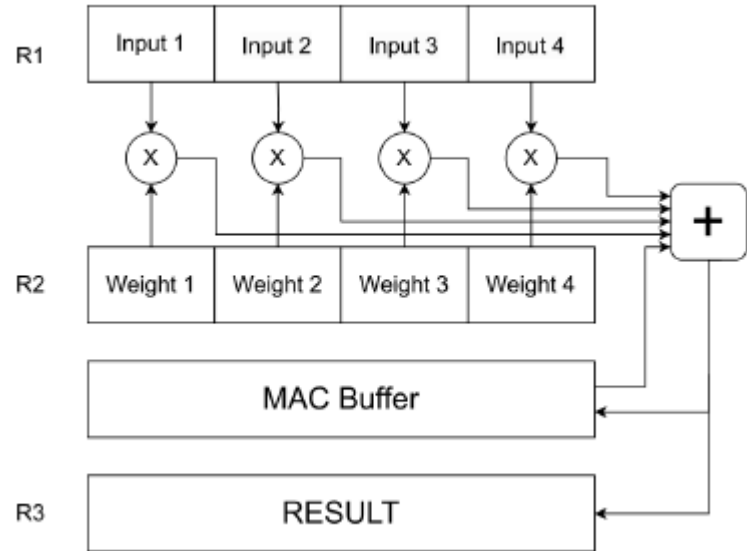 R1 Input 1 Input 2 Input 3 Input 4
X X X X
+
R2 Weight 1 Weight 2 Weight 3 Weight 4
MAC Buffer
R3 RESULT